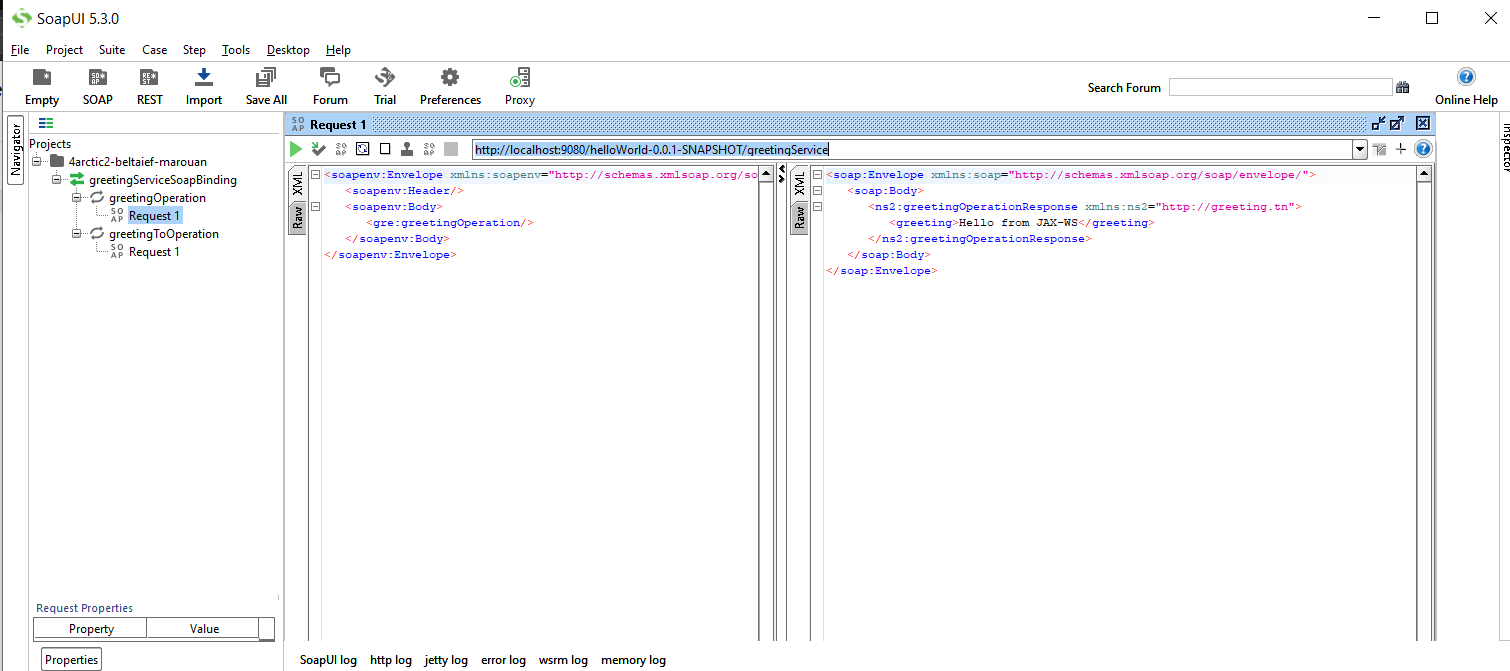 SoapUI 5.3.0
File Project Suite Case Step Tools Desktop Help
Empty SOAP REST Import Save All Forum Trial Preferences Proxy
Search Forum
Online Help
Navigator
Projects
4arctic2-beltaief-marouan
greetingServiceSoapBinding
greetingOperation
Request 1
greetingToOperation
Request 1
Request Properties
Property Value
Properties
Request 1
http://localhost:9080/helloWorld-0.0.1-SNAPSHOT/greetingService
XML
Raw
<soapenv:Envelope xmlns:soapenv="http://schemas.xmlsoap.org/so
<soapenv:Header/>
<soapenv:Body>
<gre:greetingOperation/>
</soapenv:Body>
</soapenv:Envelope>
XML
Raw
<soap:Envelope xmlns:soap="http://schemas.xmlsoap.org/soap/envelope/">
<soap:Body>
<ns2:greetingOperationResponse xmlns:ns2="http://greeting.tn">
<greeting>Hello from JAX-WS</greeting>
</ns2:greetingOperationResponse>
</soap:Body>
</soap:Envelope>
Inspector
SoapUI log http log jetty log error log wsrm log memory log